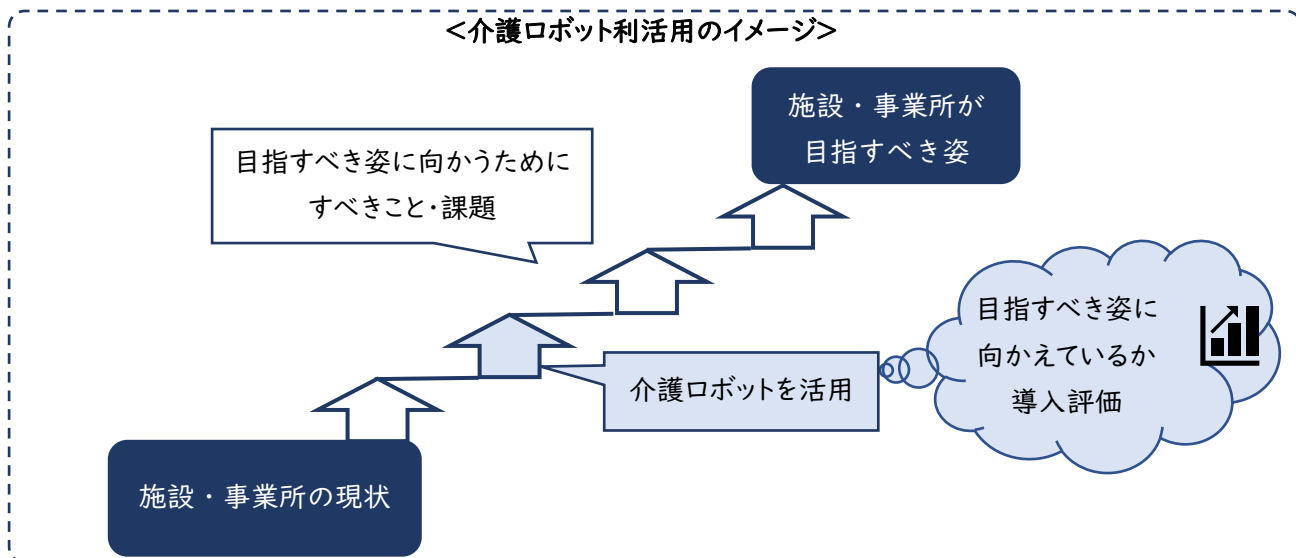 <介護ロボット利活用のイメージ>
施設・事業所が
目指すべき姿
目指すべき姿に向かうために
すべきこと・課題
目指すべき姿に
向かえているか
導入評価
介護ロボットを活用
施設・事業所の現状